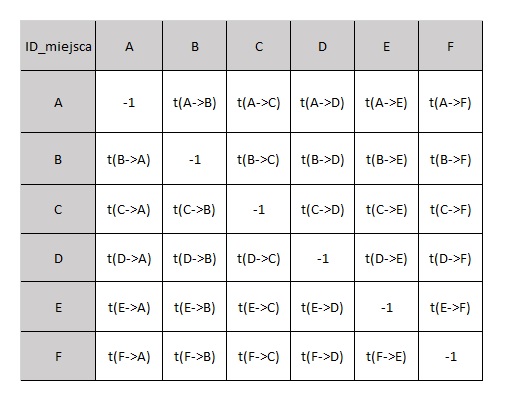 ID_miejsca A B C D E F
A -1 t(A->B) t(A->C) t(A->D) t(A->E) t(A->F)
B t(B->A) -1 t(B->C) t(B->D) t(B->E) t(B->F)
C t(C->A) t(C->B) -1 t(C->D) t(C->E) t(C->F)
D t(D->A) t(D->B) t(D->C) -1 t(D->E) t(D->F)
E t(E->A) t(E->B) t(E->C) t(E->D) -1 t(E->F)
F t(F->A) t(F->B) t(F->C) t(F->D) t(F->E) -1